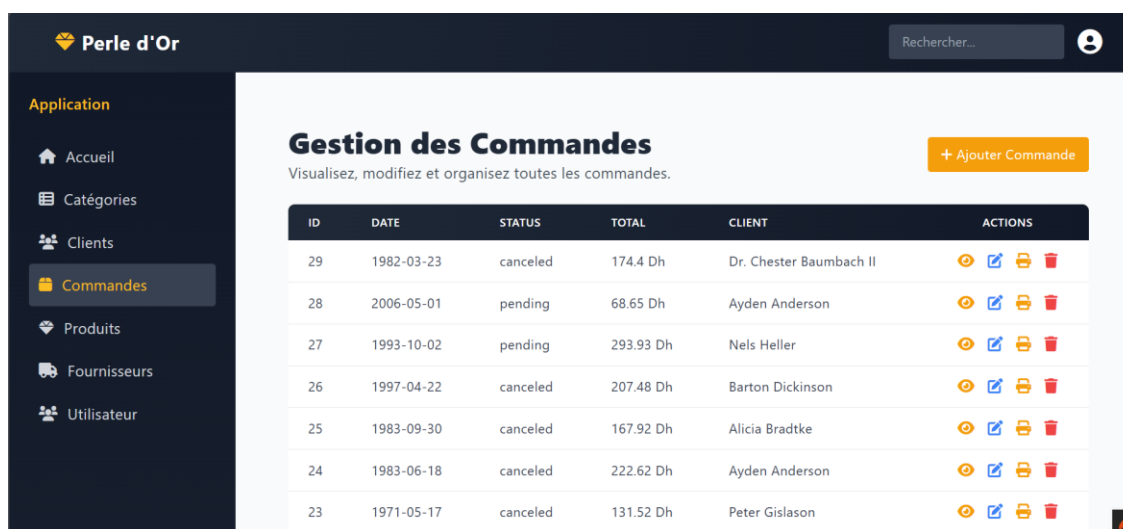 Perle d'Or
Rechercher...
Application
Accueil
Catégories
Clients
Commandes
Produits
Fournisseurs
Utilisateur
Gestion des Commandes
Visualisez, modifiez et organisez toutes les commandes.
+ Ajouter Commande
ID DATE STATUS TOTAL CLIENT ACTIONS
29 1982-03-23 canceled 174.4 Dh Dr. Chester Baumbach II
28 2006-05-01 pending 68.65 Dh Ayden Anderson
27 1993-10-02 pending 293.93 Dh Nels Heller
26 1997-04-22 canceled 207.48 Dh Barton Dickinson
25 1983-09-30 canceled 167.92 Dh Alicia Bradtke
24 1983-06-18 canceled 222.62 Dh Ayden Anderson
23 1971-05-17 canceled 131.52 Dh Peter Gislason